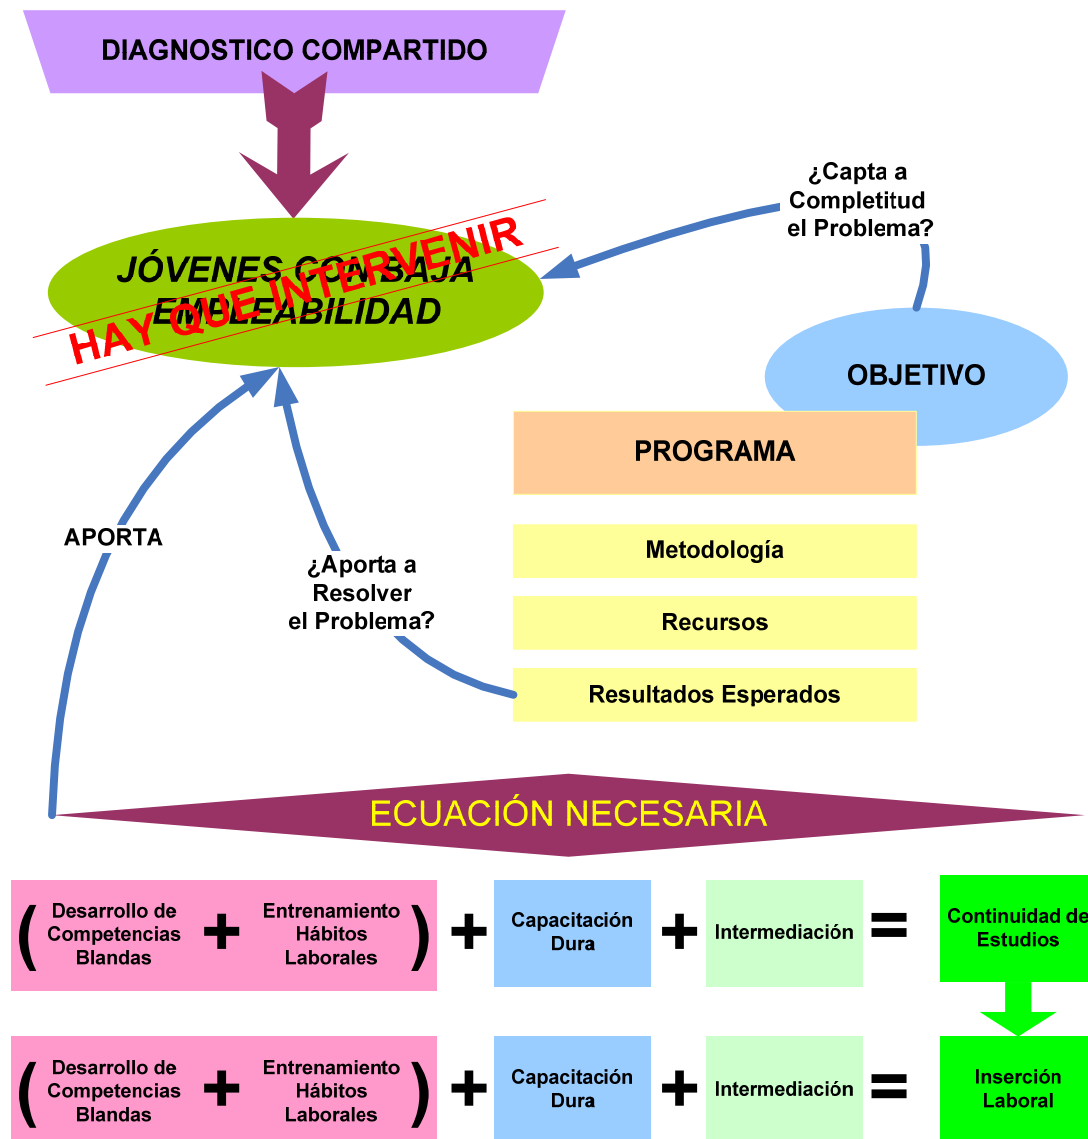 DIAGNOSTICO COMPARTIDO
JÓVENES CON BAJA
EMPLEABILIDAD
HAY QUE INTERVENIR
¿Capta a
Completitud
el Problema?
OBJETIVO
PROGRAMA
Metodología
Recursos
Resultados Esperados
APORTA
¿Aporta a
Resolver
el Problema?
ECUACIÓN NECESARIA
(
Desarrollo de
Competencias
Blandas
+
Entrenamiento
Hábitos
Laborales
)
+
Capacitación
Dura
+
Intermediación
=
Continuidad de
Estudios
(
Desarrollo de
Competencias
Blandas
+
Entrenamiento
Hábitos
Laborales
)
+
Capacitación
Dura
+
Intermediación
=
Inserción
Laboral